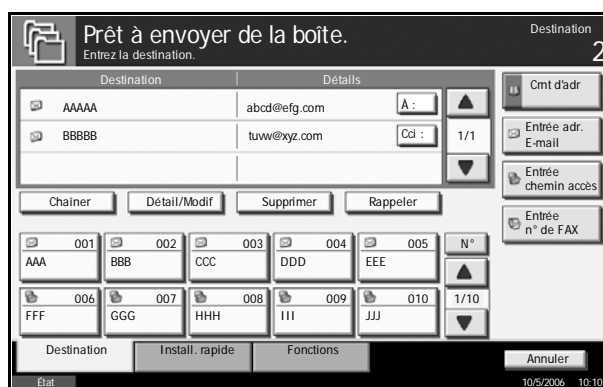 Prêt à envoyer de la boîte.
Entrez la destination.
Destination
2
Destination Détails
AAAAA abcd@efg.com À :
BBBBB tuvw@xyz.com Cci :
1/1
Chaîner Détail/Modif Supprimer Rappeler
Cmt d'adr
Entrée adr.
E-mail
Entrée
chemin accès
Entrée
n° de FAX
001 002 003 004 005 N°
AAA BBB CCC DDD EEE
006 007 008 009 010 1/10
FFF GGG HHH III JJJ
Destination Install. rapide Fonctions
Annuler
État 10/5/2006 10:10